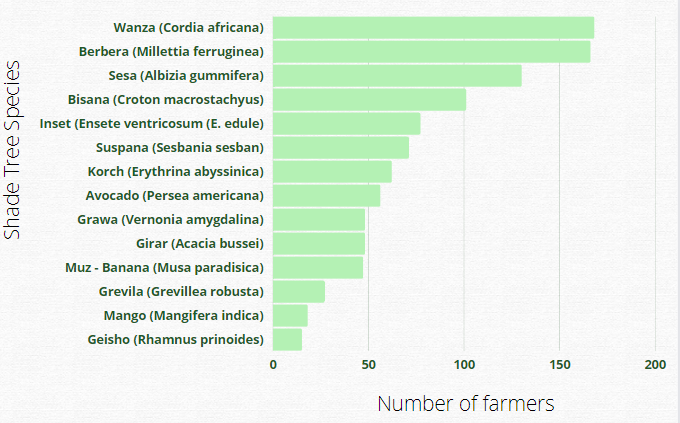 Shade Tree Species
Wanza (Cordia africana)
Berbera (Millettia ferruginea)
Sesa (Albizia gummifera)
Bisana (Croton macrostachyus)
Inset (Ensete ventricosum (E. edule)
Suspana (Sesbania sesban)
Korch (Erythrina abyssinica)
Avocado (Persea americana)
Grawa (Vernonia amygdalina)
Girar (Acacia bussei)
Muz - Banana (Musa paradisica)
Grevila (Grevillea robusta)
Mango (Mangifera indica)
Geisho (Rhamnus prinoides)
0 50 100 150 200
Number of farmers